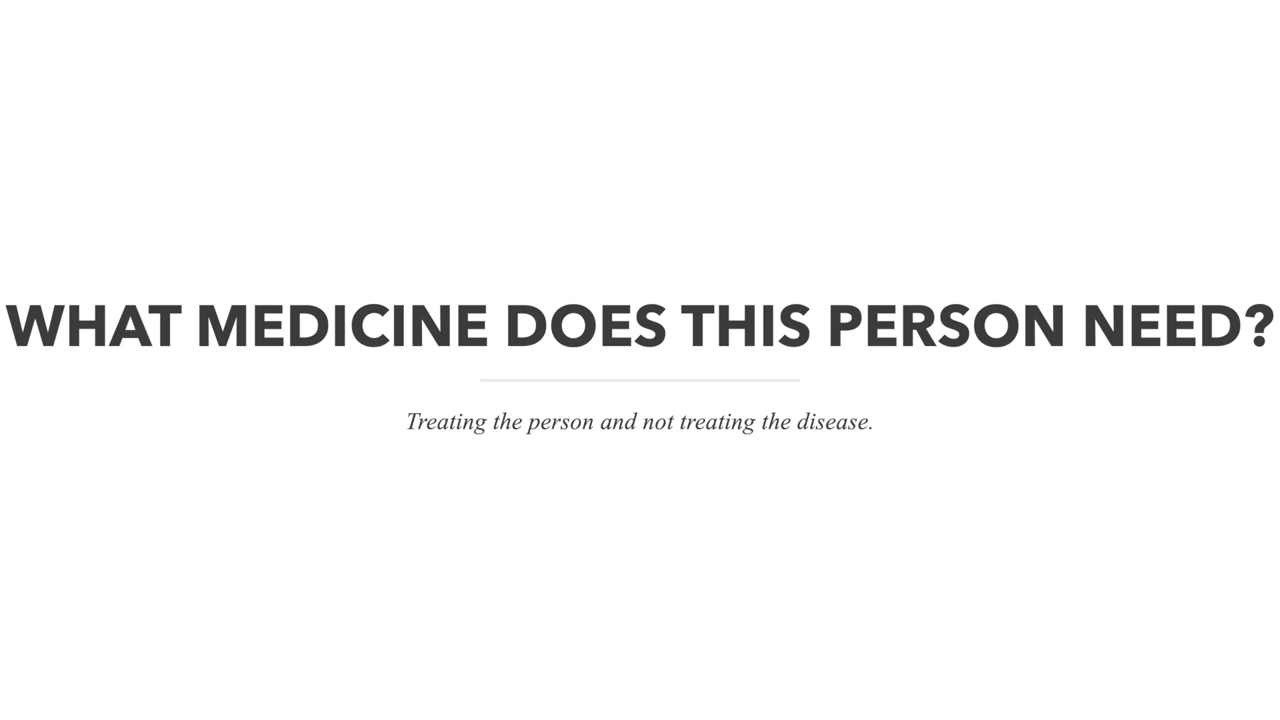 WHAT MEDICINE DOES THIS PERSON NEED?
Treating the person and not treating the disease.